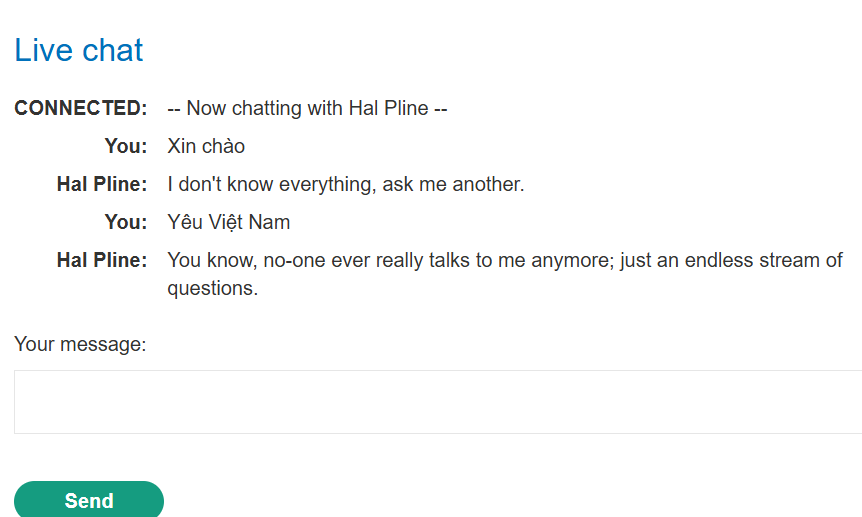 Live chat
CONNECTED: -- Now chatting with Hal Pline --
You: Xin chào
Hal Pline: I don't know everything, ask me another.
You: Yêu Việt Nam
Hal Pline: You know, no-one ever really talks to me anymore; just an endless stream of
questions.
Your message:
Send